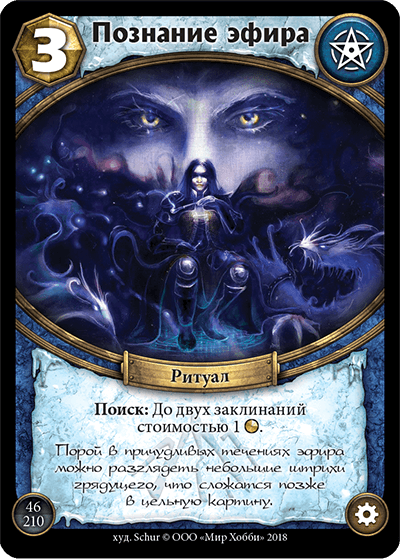 3
Познание эфира
Ритуал
Поиск: До двух заклинаний
стоимостью 1 .
Порой в причудливых течениях эфира
можно разглядеть небольшие штрихи
грядущего, что сложатся позже
в цельную картину.
46
210
худ. Schur © ООО «Мир Хобби» 2018